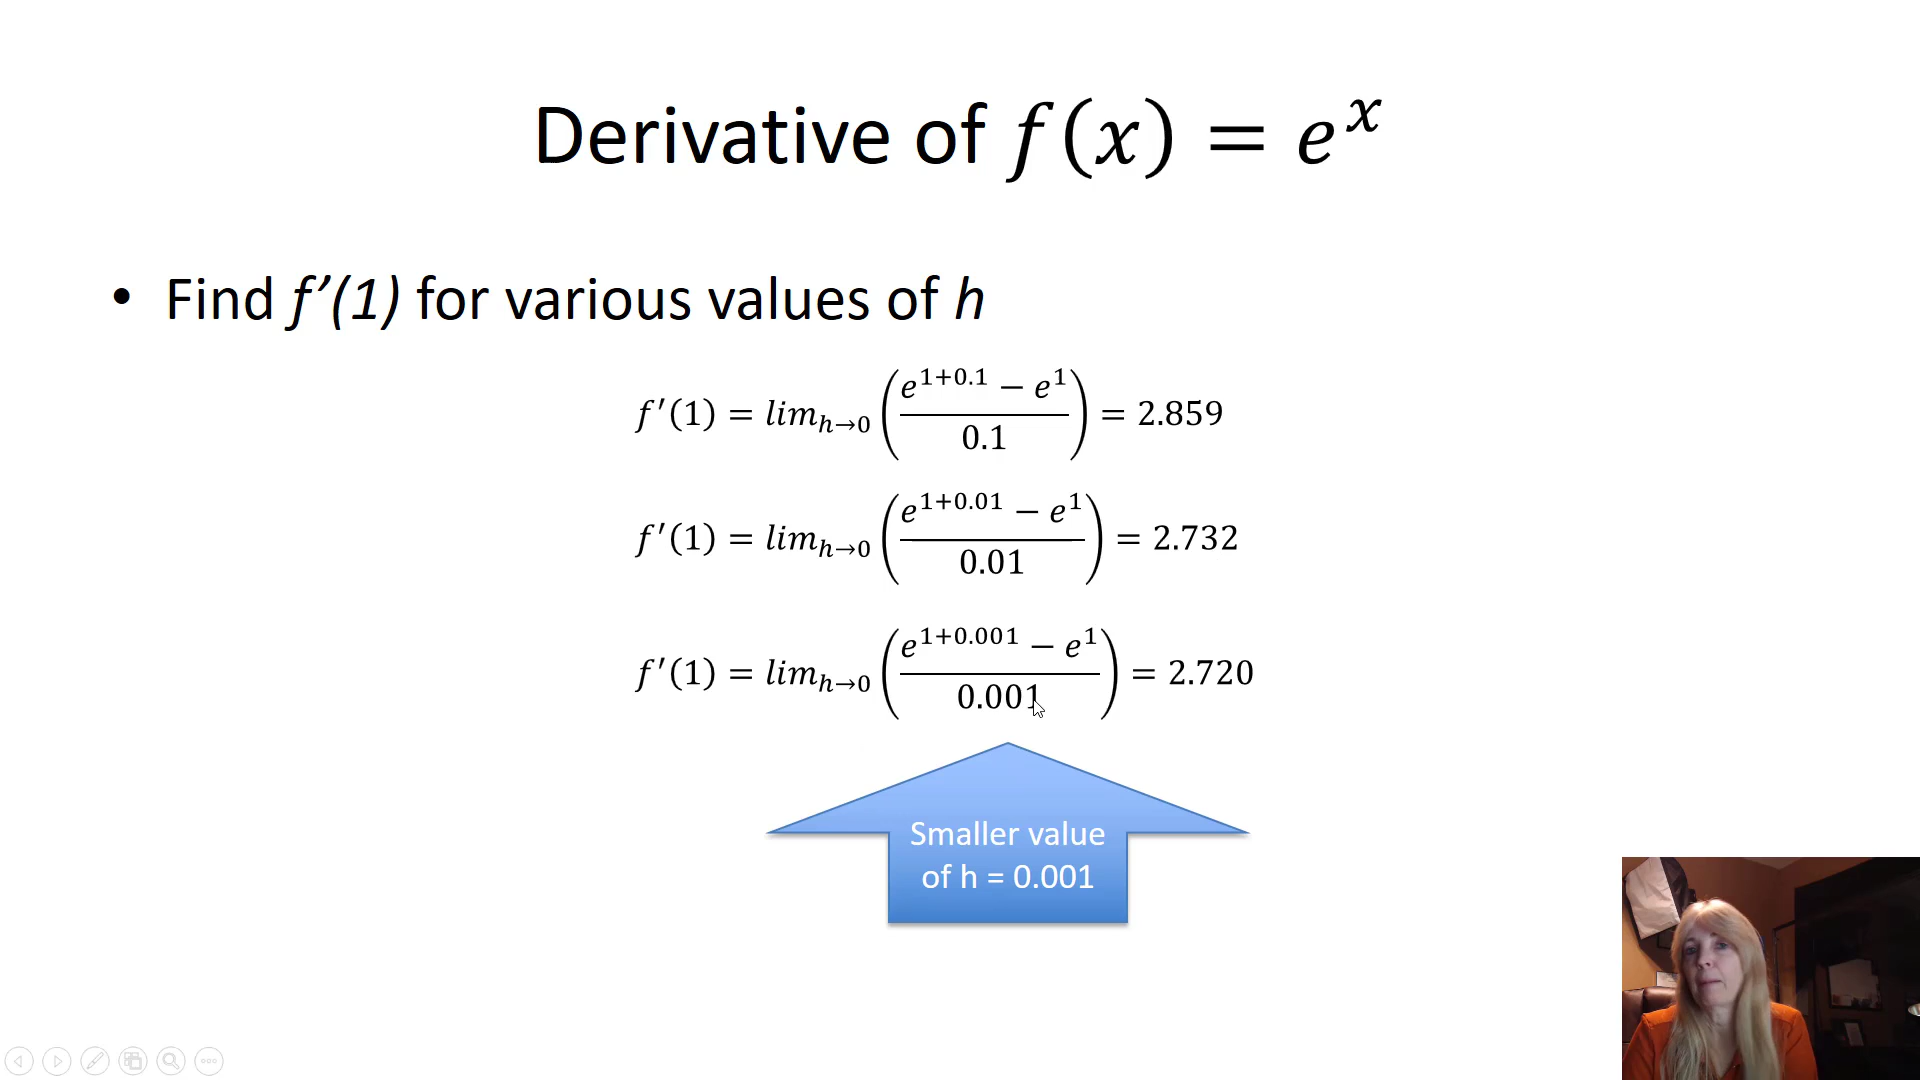 Derivative of f(x) = e^x
• Find f’(1) for various values of h
f′(1) = lim_{h→0} ( (e^{1+0.1} − e^1) / 0.1 ) = 2.859
f′(1) = lim_{h→0} ( (e^{1+0.01} − e^1) / 0.01 ) = 2.732
f′(1) = lim_{h→0} ( (e^{1+0.001} − e^1) / 0.001 ) = 2.720
Smaller value
of h = 0.001